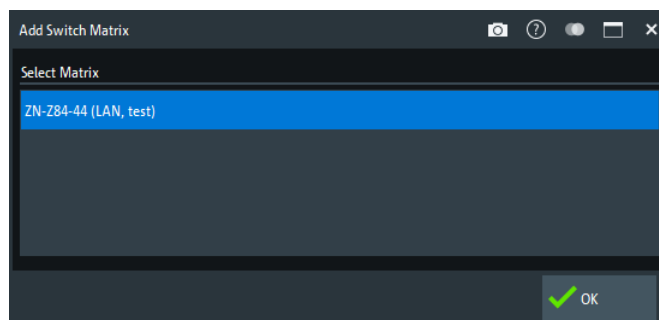 Add Switch Matrix
Select Matrix
ZN-Z84-44 (LAN, test)
OK